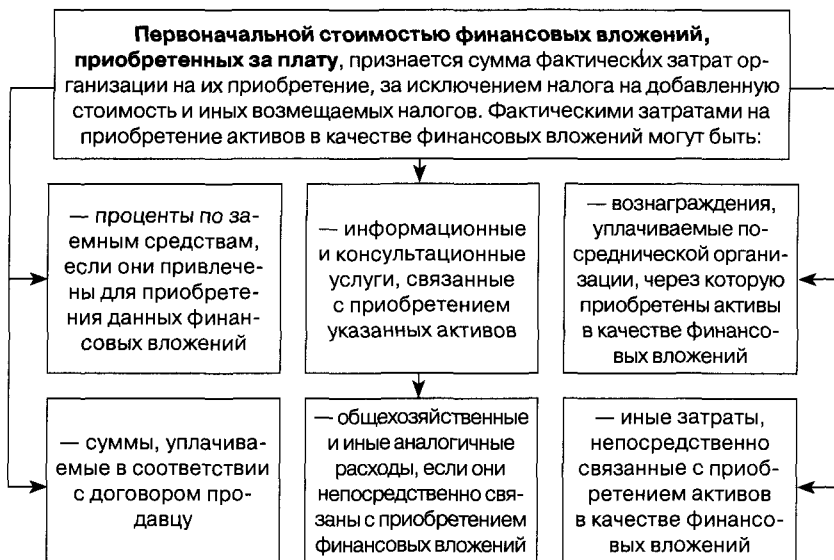 Первоначальной стоимостью финансовых вложений,
приобретенных за плату, признается сумма фактических затрат ор-
ганизации на их приобретение, за исключением налога на добавленную
стоимость и иных возмещаемых налогов. Фактическими затратами на
приобретение активов в качестве финансовых вложений могут быть:
— проценты по за-
емным средствам,
если они привлече-
ны для приобрете-
ния данных финан-
совых вложений
— информационные
и консультационные
услуги, связанные
с приобретением
указанных активов
— вознаграждения,
уплачиваемые по-
среднической органи-
зации, через которую
приобретены активы
в качестве финансо-
вых вложений
— суммы, уплачива-
емые в соответствии
с договором про-
давцу
— общехозяйственные
и иные аналогичные
расходы, если они
непосредственно свя-
заны с приобретением
финансовых вложений
— иные затраты,
непосредственно
связанные с приоб-
ретением активов
в качестве финансо-
вых вложений